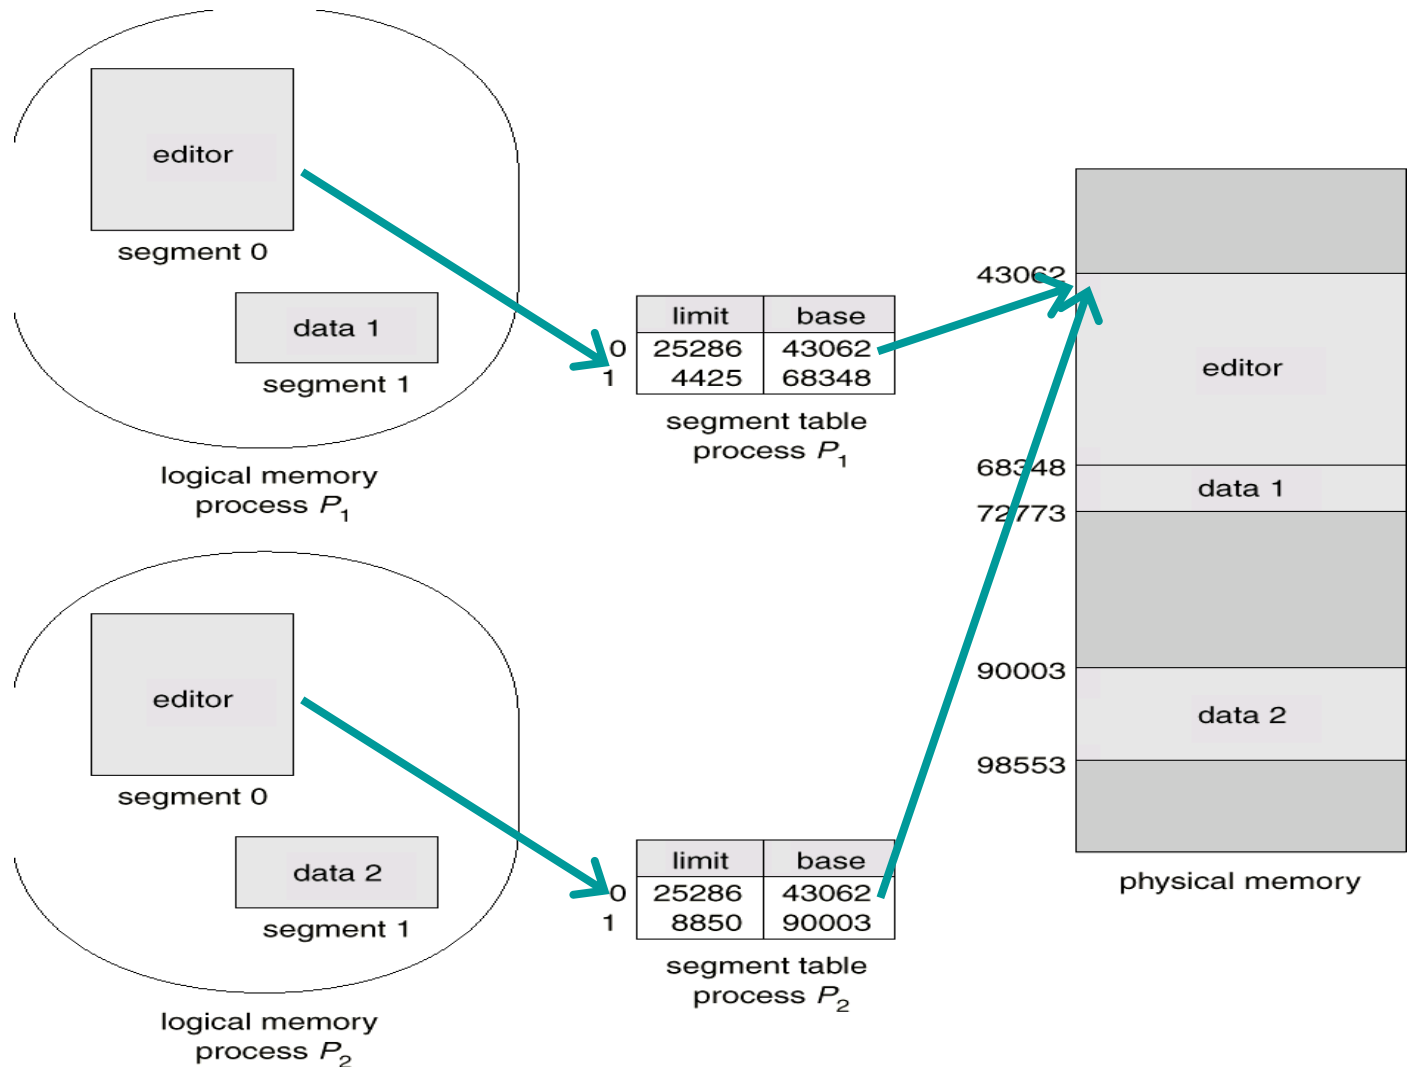 editor
segment 0
data 1
segment 1
logical memory
process P1
limit base
0 25286 43062
1 4425 68348
segment table
process P1
editor
segment 0
data 2
segment 1
logical memory
process P2
limit base
0 25286 43062
1 8850 90003
segment table
process P2
43062
editor
68348
data 1
72773
90003
data 2
98553
physical memory